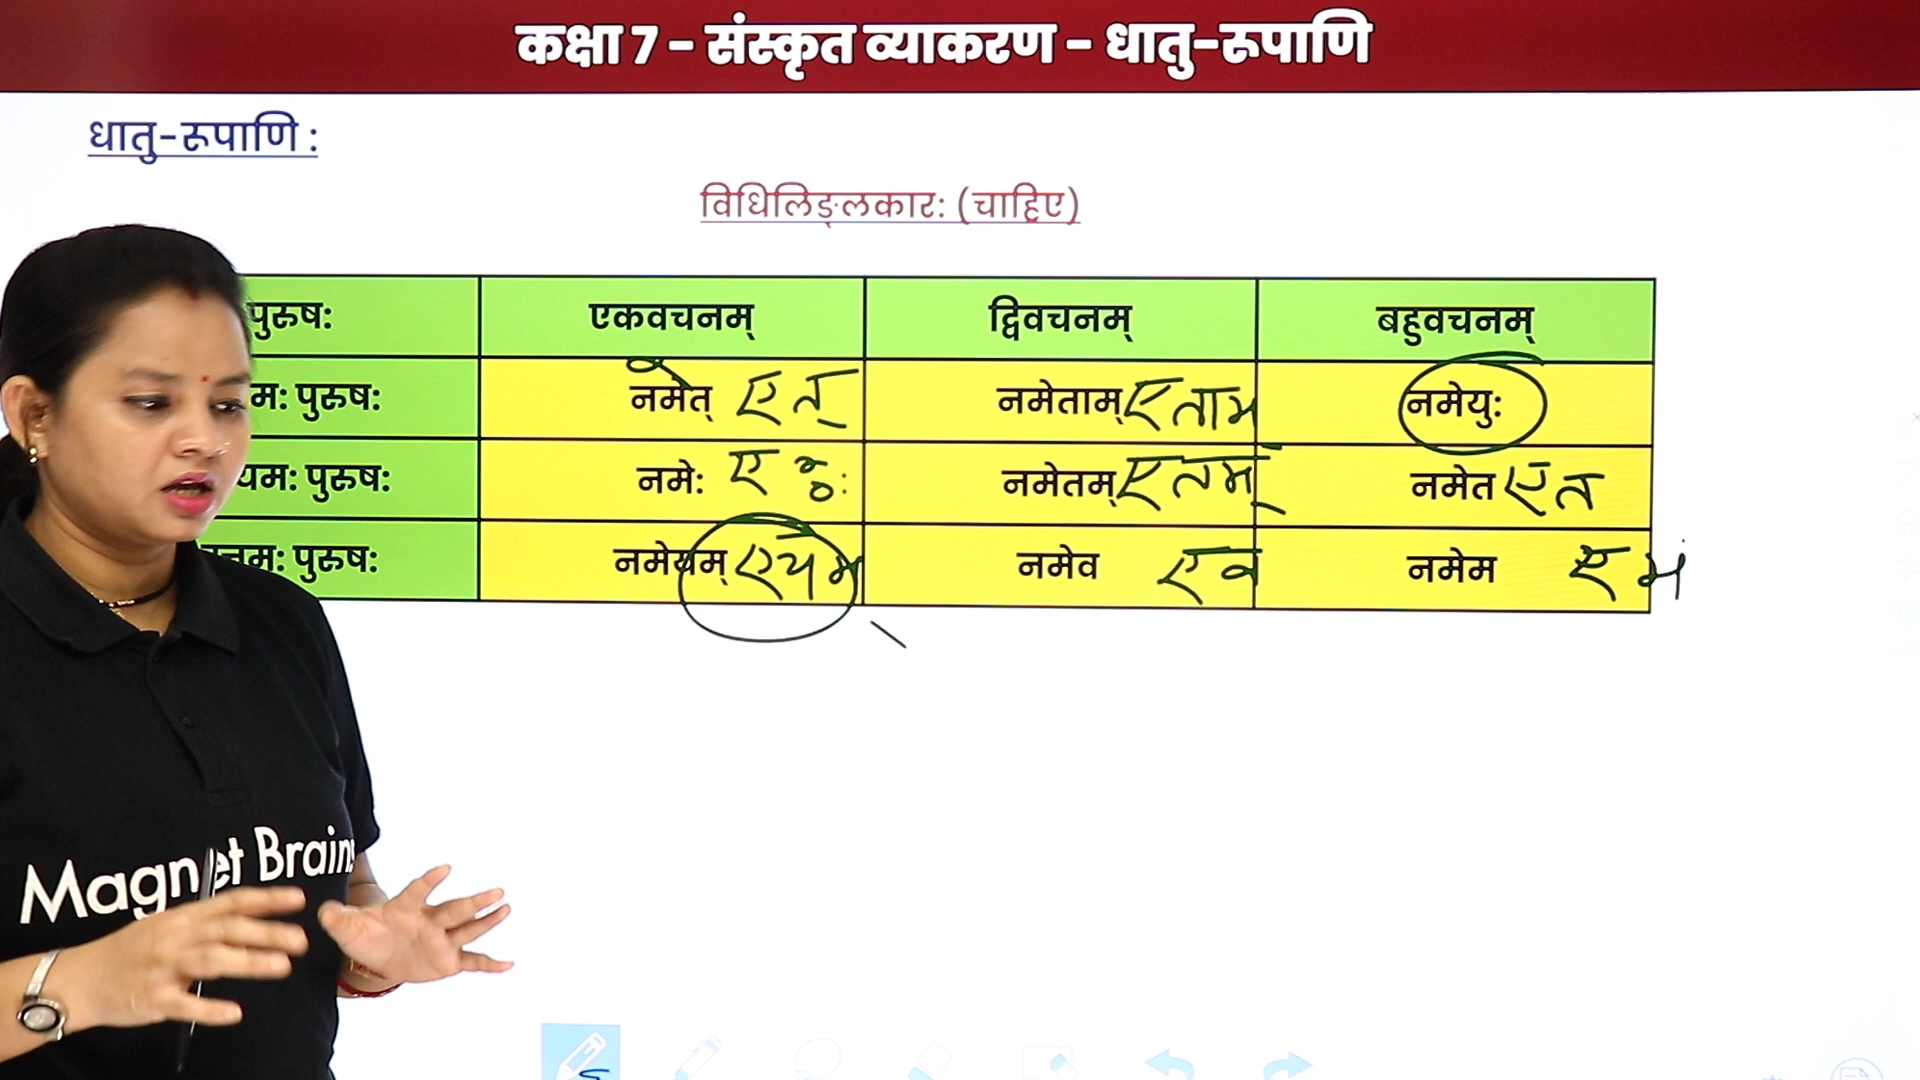 कक्षा 7 - संस्कृत व्याकरण - धातु-रूपाणि
धातु-रूपाणि :
विधिलिङ्लकारः (चाहिए)
पुरुषः एकवचनम् द्विवचनम् बहुवचनम्
मः पुरुषः नमेत् एत् नमेताम् एताम नमेयुः
यमः पुरुषः नमेः ए नमेतम् एतम् नमेत एत
मः पुरुषः नमेयम् एयम नमेव एव नमेम एम
Magnet Brains